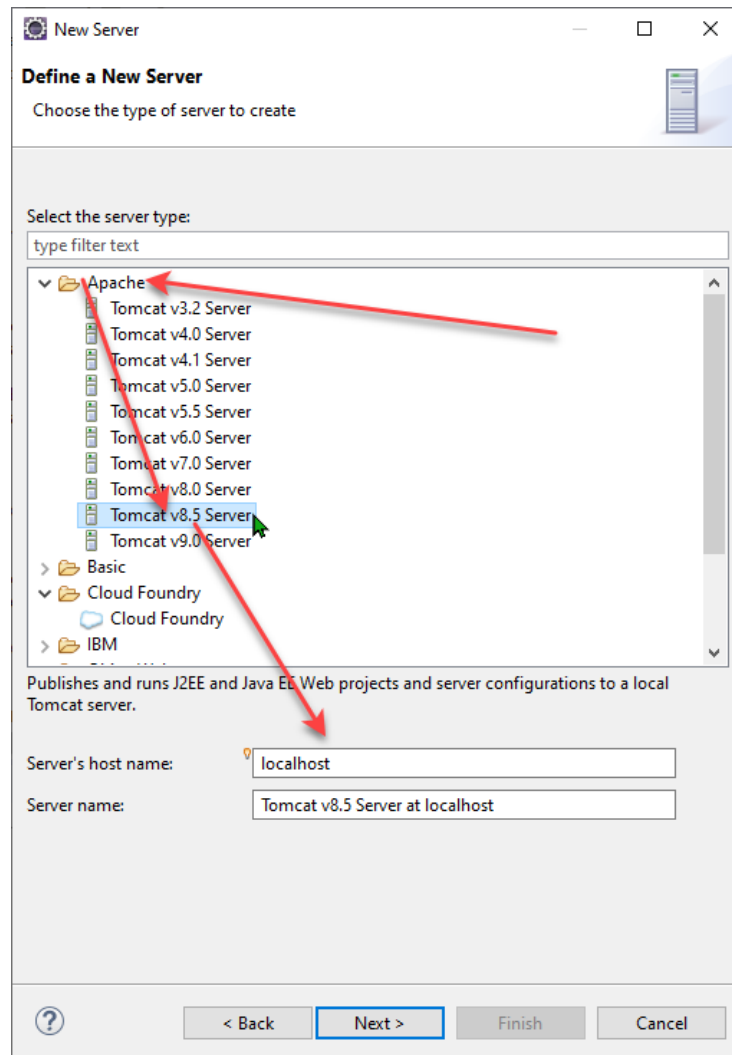 New Server
Define a New Server
Choose the type of server to create
Select the server type:
type filter text
Apache
Tomcat v3.2 Server
Tomcat v4.0 Server
Tomcat v4.1 Server
Tomcat v5.0 Server
Tomcat v5.5 Server
Tomcat v6.0 Server
Tomcat v7.0 Server
Tomcat v8.0 Server
Tomcat v8.5 Server
Tomcat v9.0 Server
Basic
Cloud Foundry
Cloud Foundry
IBM
Publishes and runs J2EE and Java EE Web projects and server configurations to a local
Tomcat server.
Server's host name: localhost
Server name: Tomcat v8.5 Server at localhost
? < Back Next > Finish Cancel